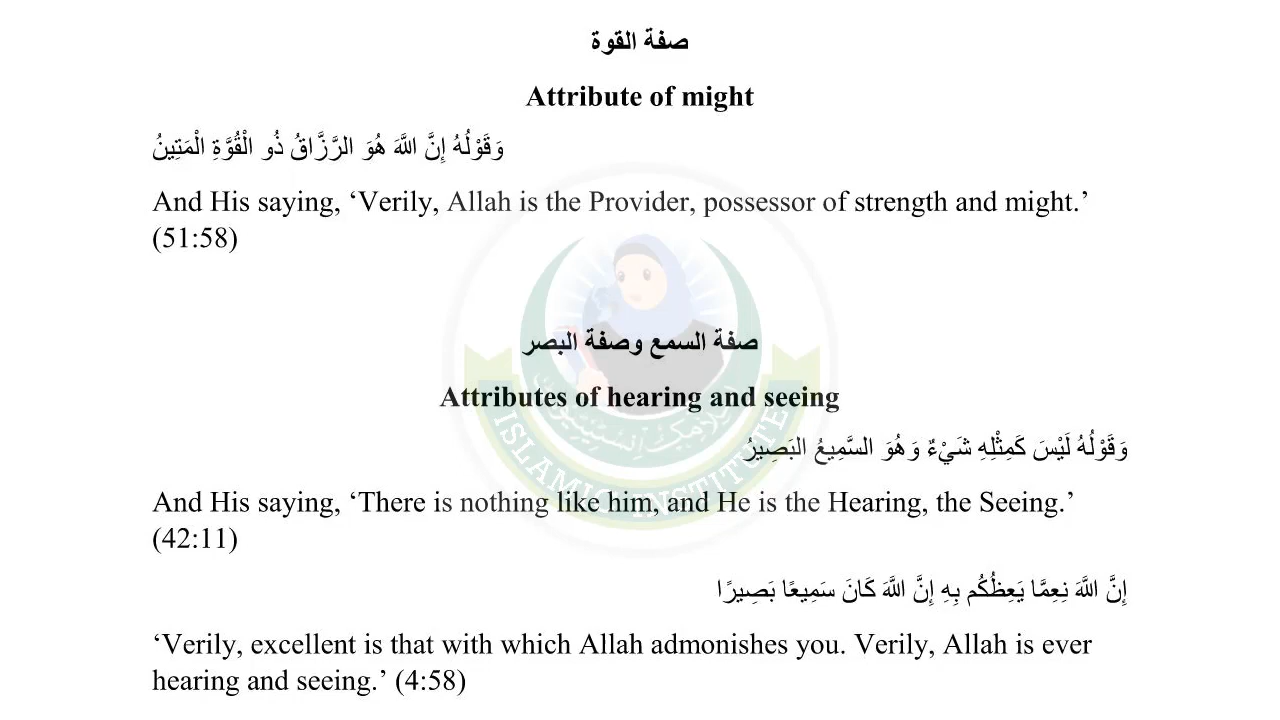 صفة القوة
Attribute of might
وَقَوْلُهُ إِنَّ اللَّهَ هُوَ الرَّزَّاقُ ذُو الْقُوَّةِ الْمَتِينُ
And His saying, ‘Verily, Allah is the Provider, possessor of strength and might.’
(51:58)
صفة السمع وصفة البصر
Attributes of hearing and seeing
وَقَوْلُهُ لَيْسَ كَمِثْلِهِ شَيْءٌ وَهُوَ السَّمِيعُ البَصِيرُ
And His saying, ‘There is nothing like him, and He is the Hearing, the Seeing.’
(42:11)
إِنَّ اللَّهَ نِعِمَّا يَعِظُكُم بِهِ إِنَّ اللَّهَ كَانَ سَمِيعًا بَصِيرًا
‘Verily, excellent is that with which Allah admonishes you. Verily, Allah is ever
hearing and seeing.’ (4:58)
ISLAMIC INSTITUTE